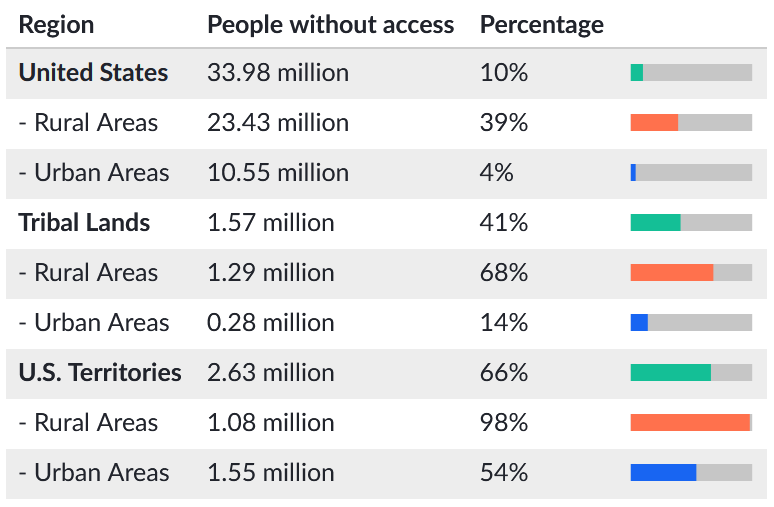 Region People without access Percentage
United States 33.98 million 10%
- Rural Areas 23.43 million 39%
- Urban Areas 10.55 million 4%
Tribal Lands 1.57 million 41%
- Rural Areas 1.29 million 68%
- Urban Areas 0.28 million 14%
U.S. Territories 2.63 million 66%
- Rural Areas 1.08 million 98%
- Urban Areas 1.55 million 54%